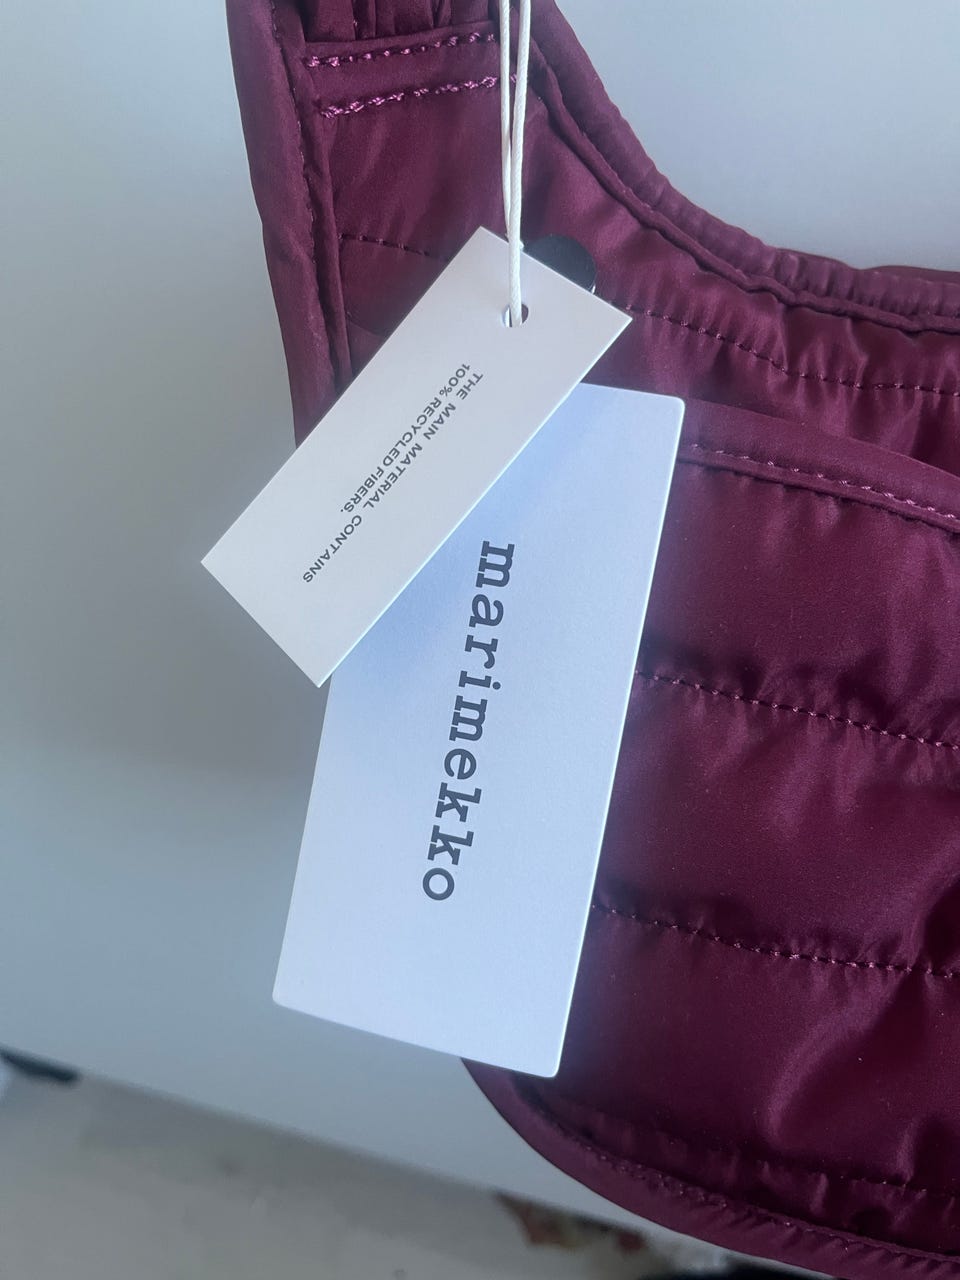 THE MAIN MATERIAL CONTAINS
100% RECYCLED FIBERS.
marimekko